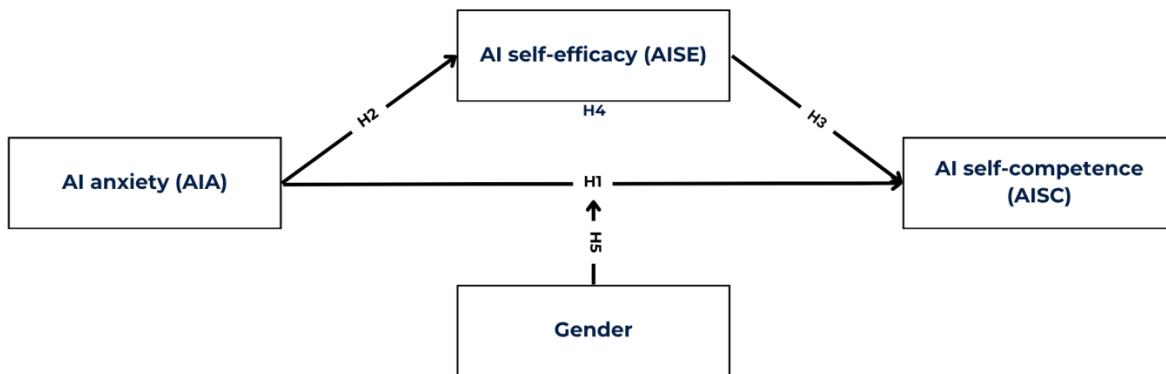 AI self-efficacy (AISE)
H4
H2
H3
AI anxiety (AIA)
H1
AI self-competence
(AISC)
H5
Gender